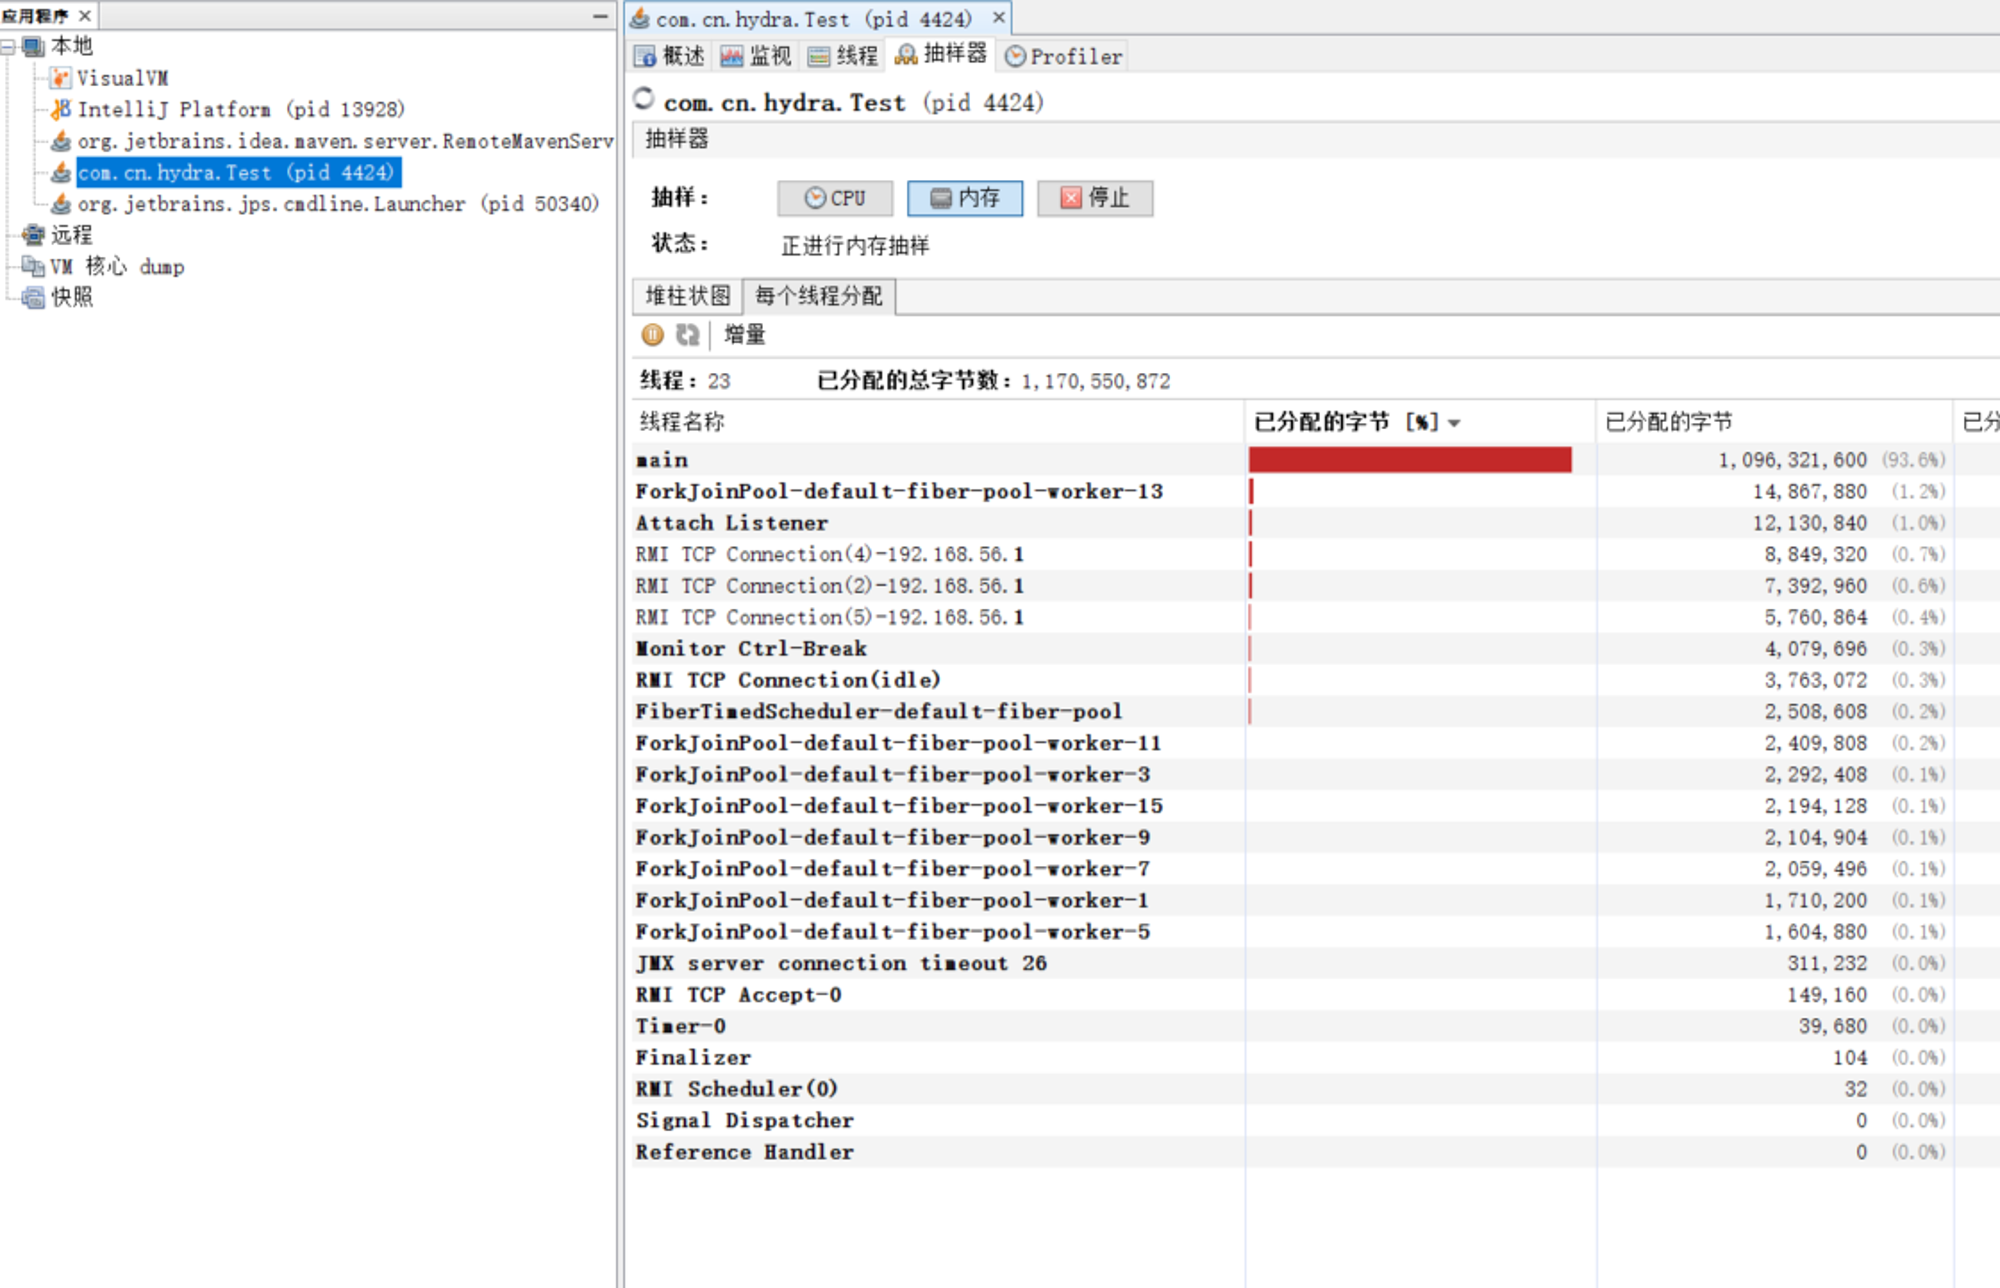 应用程序
本地
VisualVM
IntelliJ Platform (pid 13928)
org.jetbrains.idea.maven.server.RemoteMavenServ
com.cn.hydra.Test (pid 4424)
org.jetbrains.jps.cmdline.Launcher (pid 50340)
远程
VM 核心 dump
快照
com.cn.hydra.Test (pid 4424)
概述 监视 线程 抽样器 Profiler
com.cn.hydra.Test (pid 4424)
抽样器
抽样： CPU 内存 停止
状态： 正进行内存抽样
堆柱状图 每个线程分配
增量
线程：23 已分配的总字节数：1,170,550,872
线程名称 已分配的字节 [%] 已分配的字节 已分
main 1,096,321,600 (93.6%)
ForkJoinPool-default-fiber-pool-worker-13 14,867,880 (1.2%)
Attach Listener 12,130,840 (1.0%)
RMI TCP Connection(4)-192.168.56.1 8,849,320 (0.7%)
RMI TCP Connection(2)-192.168.56.1 7,392,960 (0.6%)
RMI TCP Connection(5)-192.168.56.1 5,760,864 (0.4%)
Monitor Ctrl-Break 4,079,696 (0.3%)
RMI TCP Connection(idle) 3,763,072 (0.3%)
FiberTimedScheduler-default-fiber-pool 2,508,608 (0.2%)
ForkJoinPool-default-fiber-pool-worker-11 2,409,808 (0.2%)
ForkJoinPool-default-fiber-pool-worker-3 2,292,408 (0.1%)
ForkJoinPool-default-fiber-pool-worker-15 2,194,128 (0.1%)
ForkJoinPool-default-fiber-pool-worker-9 2,104,904 (0.1%)
ForkJoinPool-default-fiber-pool-worker-7 2,059,496 (0.1%)
ForkJoinPool-default-fiber-pool-worker-1 1,710,200 (0.1%)
ForkJoinPool-default-fiber-pool-worker-5 1,604,880 (0.1%)
JMX server connection timeout 26 311,232 (0.0%)
RMI TCP Accept-0 149,160 (0.0%)
Timer-0 39,680 (0.0%)
Finalizer 104 (0.0%)
RMI Scheduler(0) 32 (0.0%)
Signal Dispatcher 0 (0.0%)
Reference Handler 0 (0.0%)